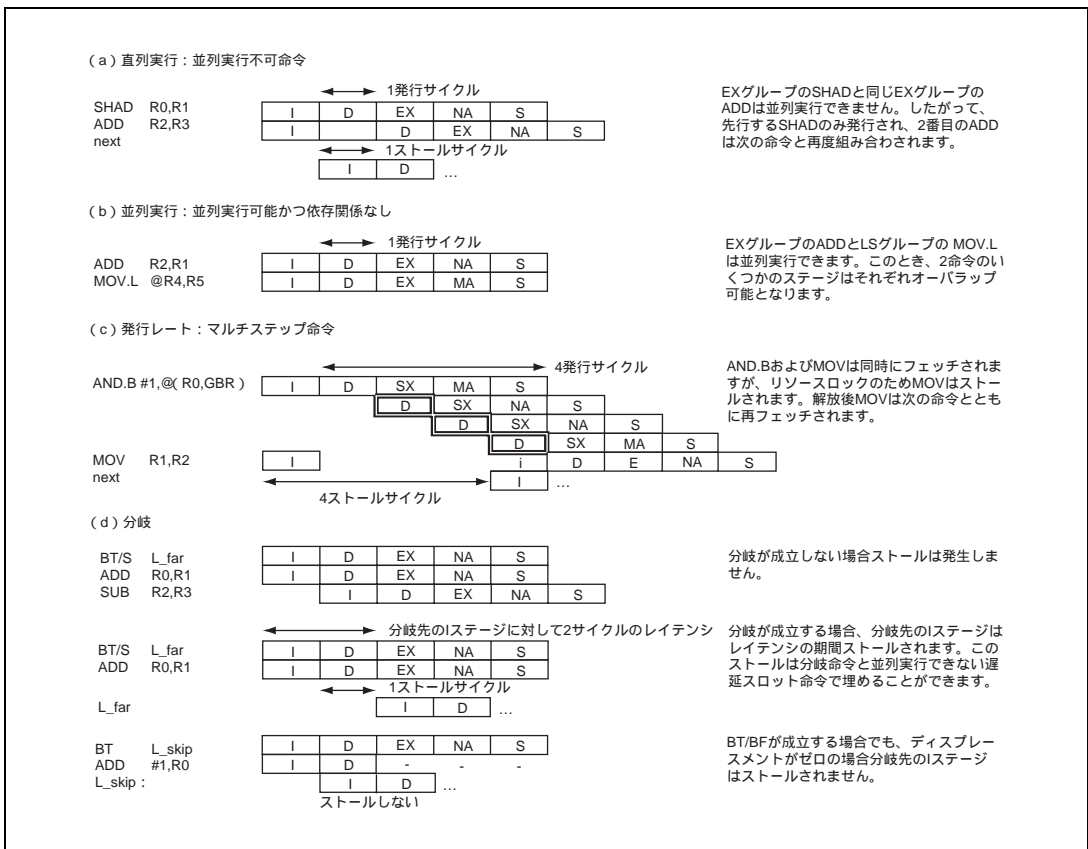 (a)直列実行：並列実行不可命令
1発行サイクル
SHAD R0,R1 I D EX NA S
ADD R2,R3 I D EX NA S
next
1ストールサイクル
I D ...
EXグループのSHADと同じEXグループの
ADDは並列実行できません。したがって、
先行するSHADのみ発行され、2番目のADD
は次の命令と再度組み合わされます。
(b)並列実行：並列実行可能かつ依存関係なし
1発行サイクル
ADD R2,R1 I D EX NA S
MOV.L @R4,R5 I D EX MA S
EXグループのADDとLSグループの MOV.L
は並列実行できます。このとき、2命令のい
くつかのステージはそれぞれオーバラップ
可能となります。
(c)発行レート：マルチステップ命令
4発行サイクル
AND.B #1,@(R0,GBR) I D SX MA S
D SX NA S
D SX NA S
D SX MA S
MOV R1,R2 I i D E NA S
next I ...
4ストールサイクル
AND.BおよびMOVは同時にフェッチされま
すが、リソースロックのためMOVはストー
ルされます。解放後MOVは次の命令ととも
に再フェッチされます。
(d)分岐
BT/S L_far I D EX NA S
ADD R0,R1 I D EX NA S
SUB R2,R3 I D EX NA S
分岐が成立しない場合ストールは発生しま
せん。
分岐先のIステージに対して2サイクルのレイテンシ
BT/S L_far I D EX NA S
ADD R0,R1 I D EX NA S
1ストールサイクル
L_far I D ...
分岐が成立する場合、分岐先のIステージは
レイテンシの期間ストールされます。この
ストールは分岐命令と並列実行できない遅
延スロット命令で埋めることができます。
BT L_skip I D EX NA S
ADD #1,R0 I D - - -
L_skip： I D ...
ストールしない
BT/BFが成立する場合でも、ディスプレー
スメントがゼロの場合分岐先のIステージ
はストールされません。